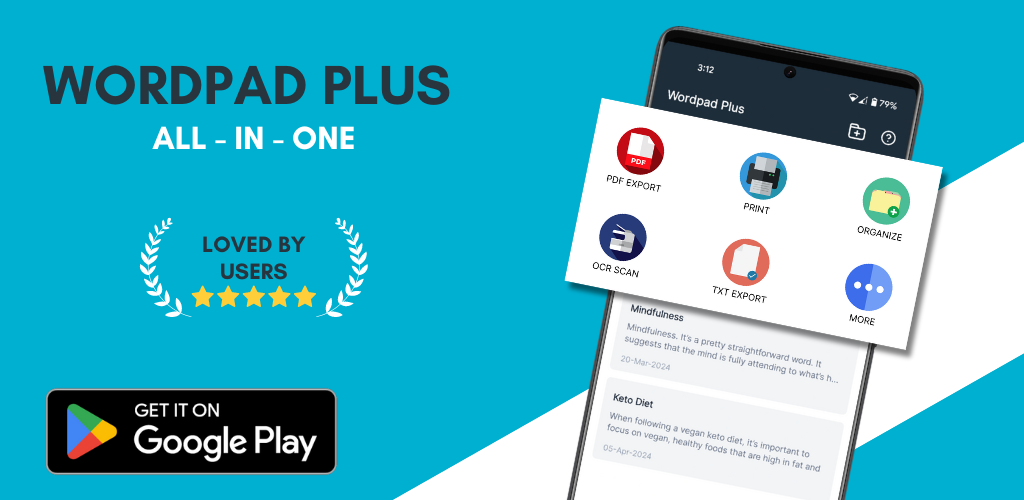 WORDPAD PLUS
ALL - IN - ONE
LOVED BY
USERS
GET IT ON
Google Play
3:12
79%
Wordpad Plus
PDF
PDF EXPORT
PRINT
ORGANIZE
OCR SCAN
TXT EXPORT
MORE
Mindfulness
Mindfulness. It's a pretty straightforward word. It
suggests that the mind is fully attending to what's h...
20-Mar-2024
Keto Diet
When following a vegan keto diet, it's important to
focus on vegan, healthy foods that are high in fat and
05-Apr-2024